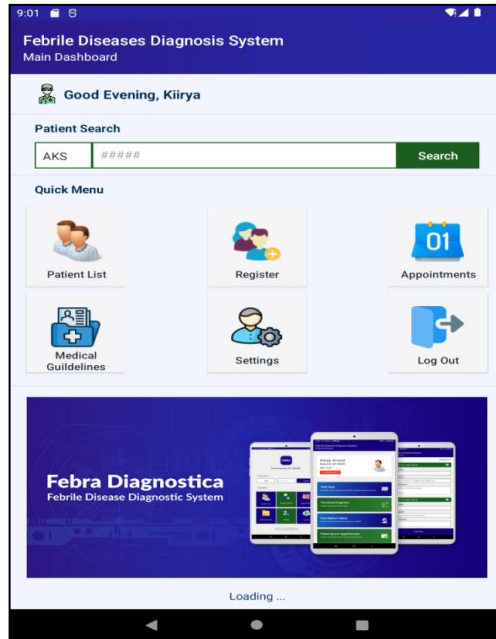 9:01
Febrile Diseases Diagnosis System
Main Dashboard
Good Evening, Kiirya
Patient Search
AKS #####
Search
Quick Menu
Patient List
Register
01
Appointments
Medical
Guildelines
Settings
Log Out
Febra Diagnostica
Febrile Disease Diagnostic System
Loading ...